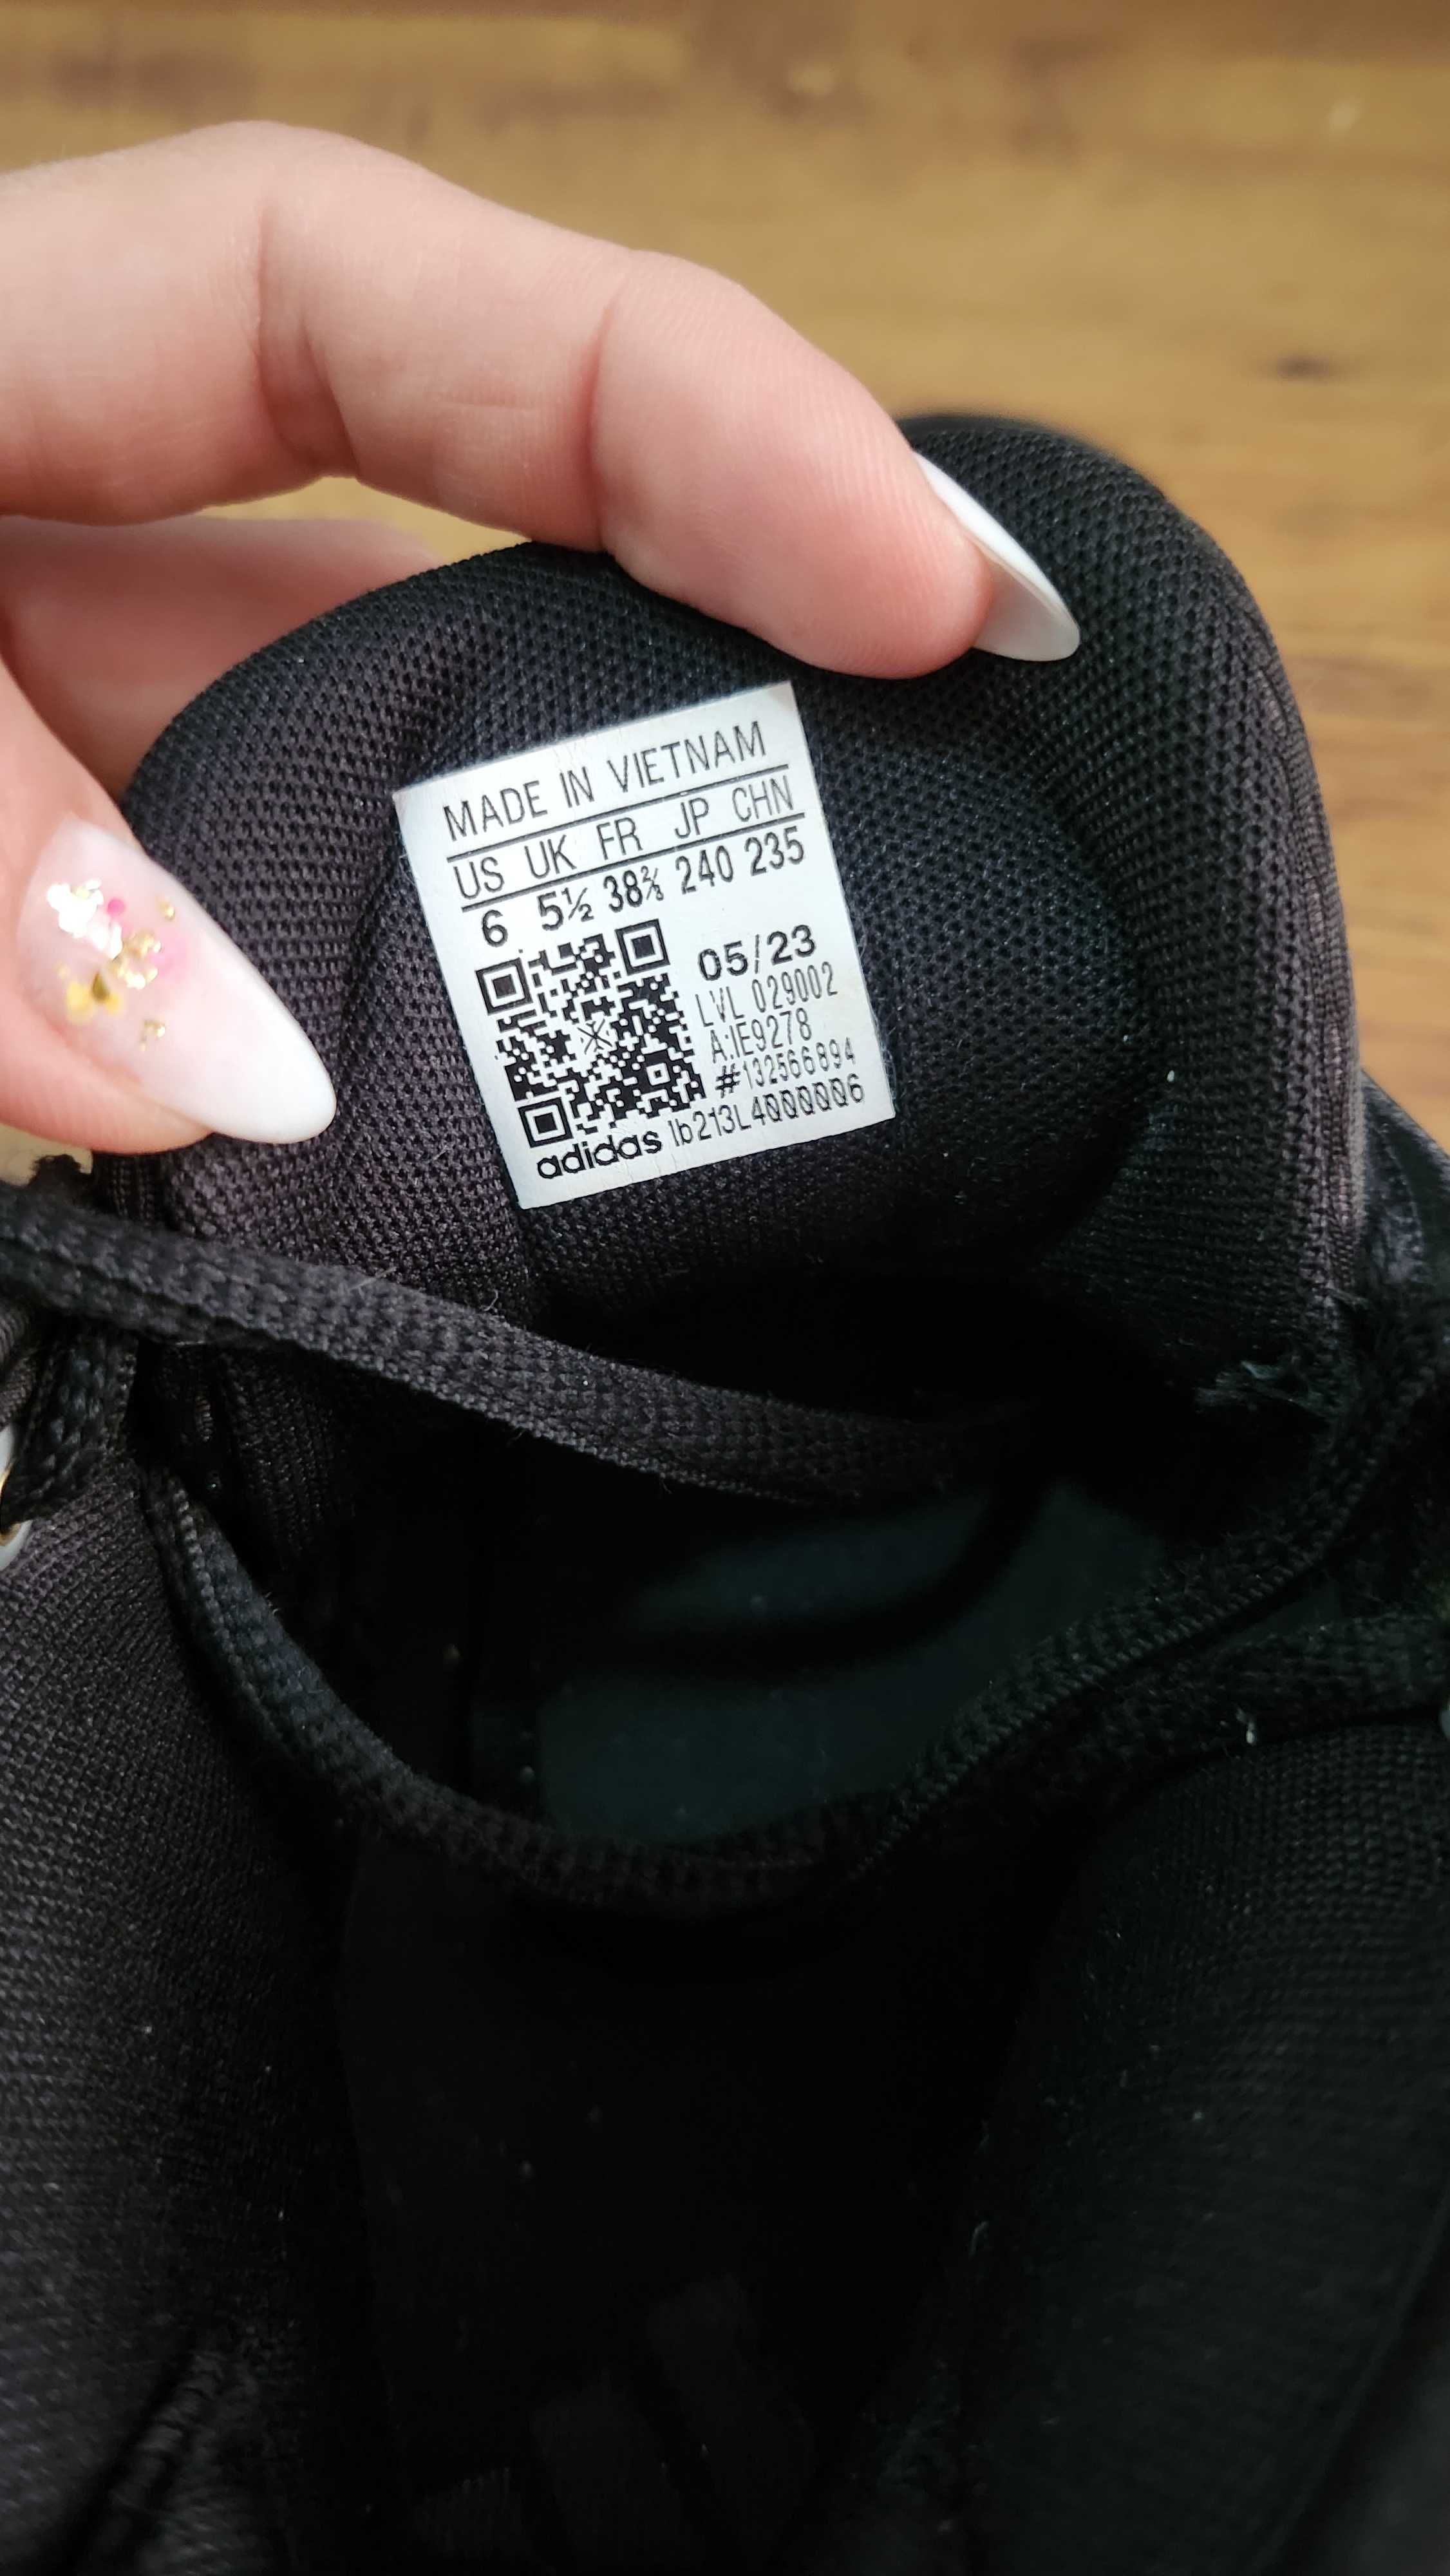 MADE IN VIETNAM
US UK FR JP CHN
6 5½ 38⅔ 240 235
05/23
LVL 029002
A:IE9278
#132566894
adidas lb213L4000006